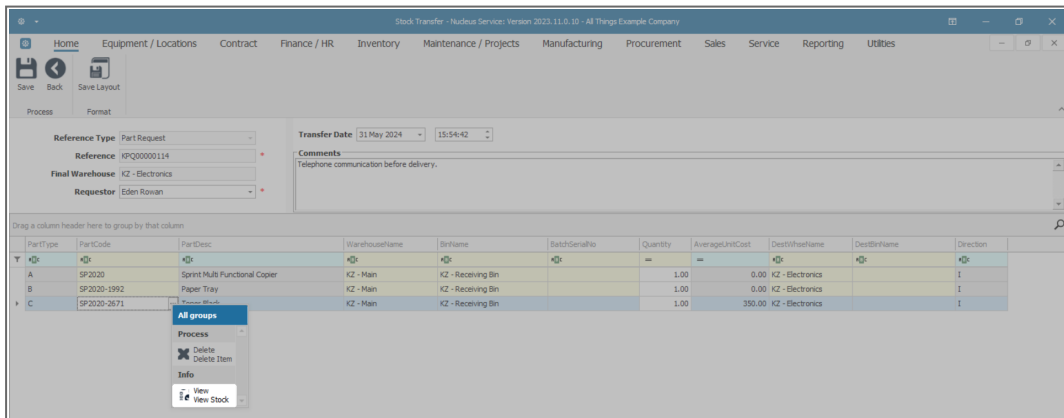 Stock Transfer - Nucleus Service: Version 2023.11.0.10 - All Things Example Company
Home Equipment / Locations Contract Finance / HR Inventory Maintenance / Projects Manufacturing Procurement Sales Service Reporting Utilities
Save Back Save Layout
Process Format
Reference Type Part Request
Transfer Date 31 May 2024 15:54:42
Reference KPQ00000114 *
Comments
Telephone communication before delivery.
Final Warehouse KZ - Electronics
Requestor Eden Rowan *
Drag a column header here to group by that column
PartType PartCode PartDesc WarehouseName BinName BatchSerialNo Quantity AverageUnitCost DestWhseName DestBinName Direction
= =
A SP2020 Sprint Multi Functional Copier KZ - Main KZ - Receiving Bin 1.00 0.00 KZ - Electronics I
B SP2020-1992 Paper Tray KZ - Main KZ - Receiving Bin 1.00 0.00 KZ - Electronics I
C SP2020-2671 Toner Black KZ - Main KZ - Receiving Bin 1.00 350.00 KZ - Electronics I
All groups
Process
Delete
Delete Item
Info
View
View Stock